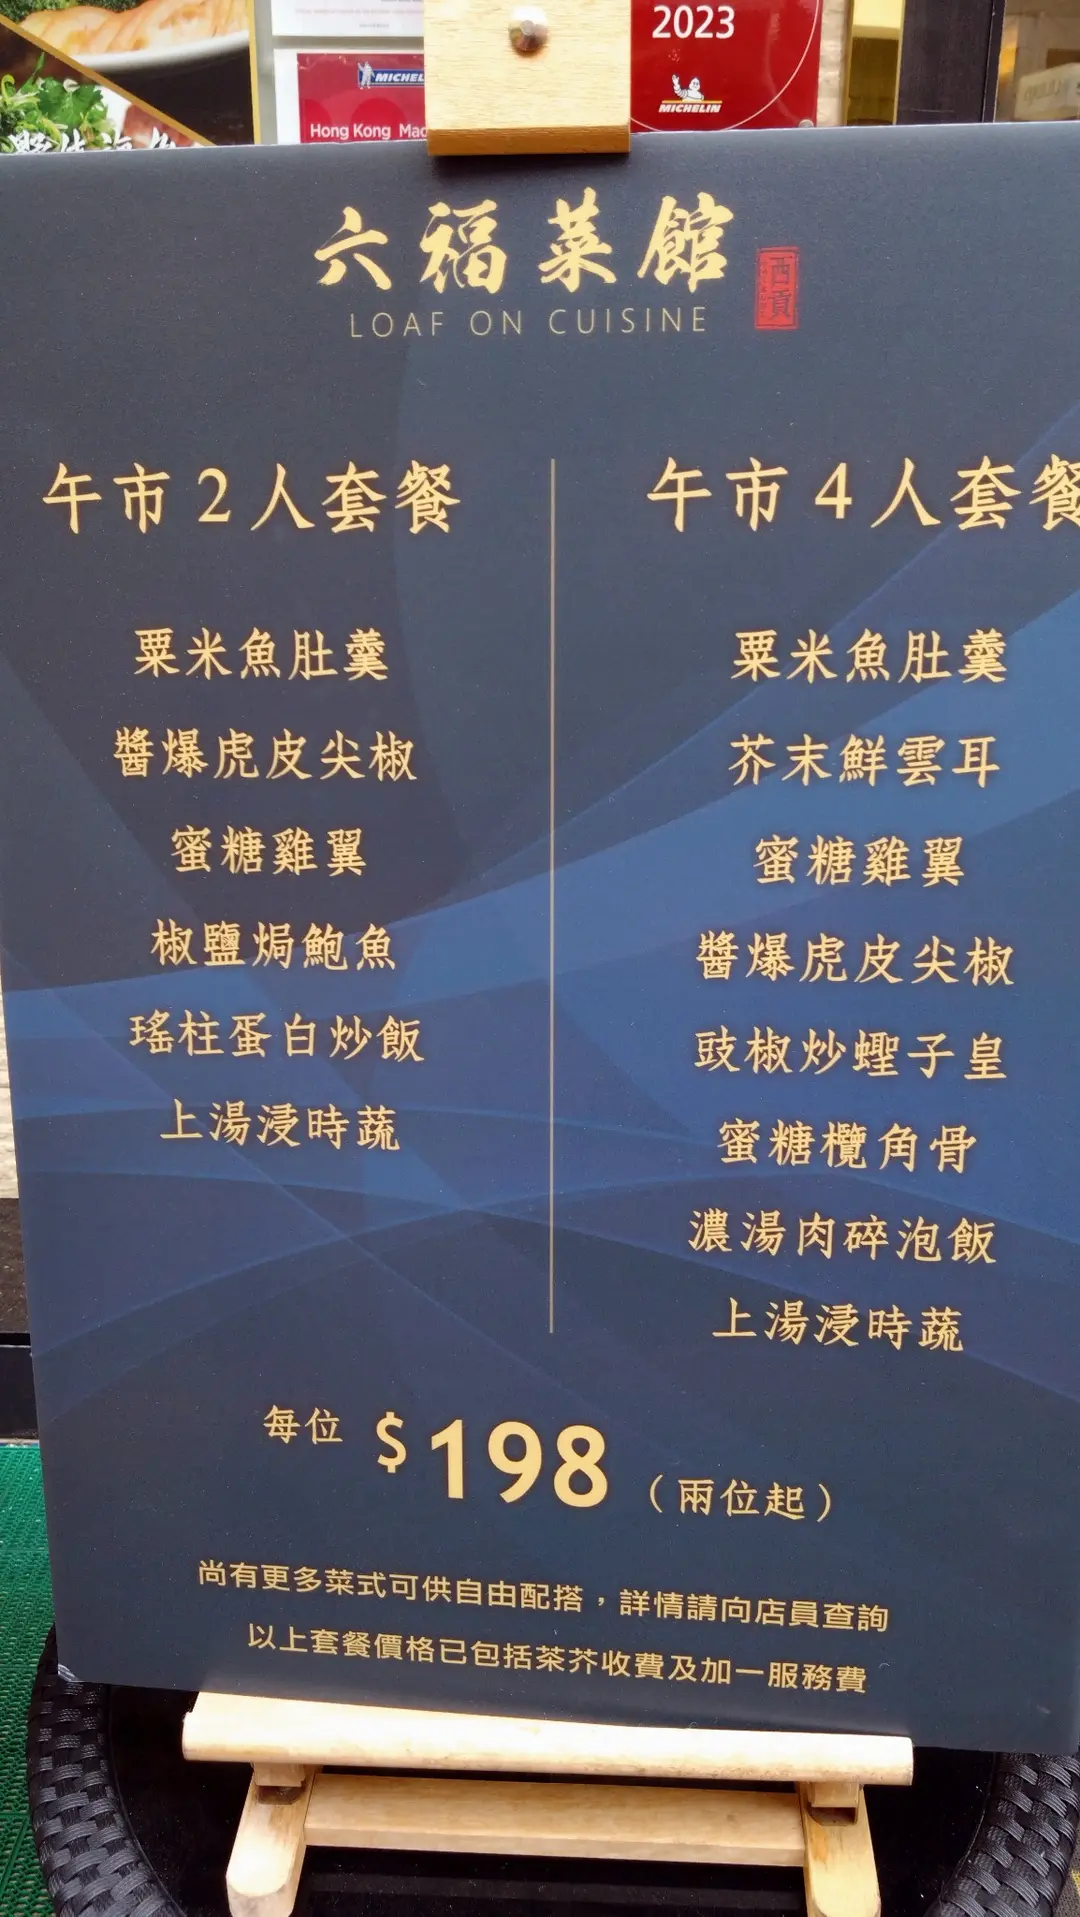 2023
MICHELIN
Hong Kong
六福菜館
西貢
LOAF ON CUISINE
午市2人套餐
粟米魚肚羹
醬爆虎皮尖椒
蜜糖雞翼
椒鹽焗鮑魚
瑤柱蛋白炒飯
上湯浸時蔬
午市4人套餐
粟米魚肚羹
芥末鮮雲耳
蜜糖雞翼
醬爆虎皮尖椒
豉椒炒蟶子皇
蜜糖欖角骨
濃湯肉碎泡飯
上湯浸時蔬
每位 $198 （兩位起）
尚有更多菜式可供自由配搭，詳情請向店員查詢
以上套餐價格已包括茶芥收費及加一服務費